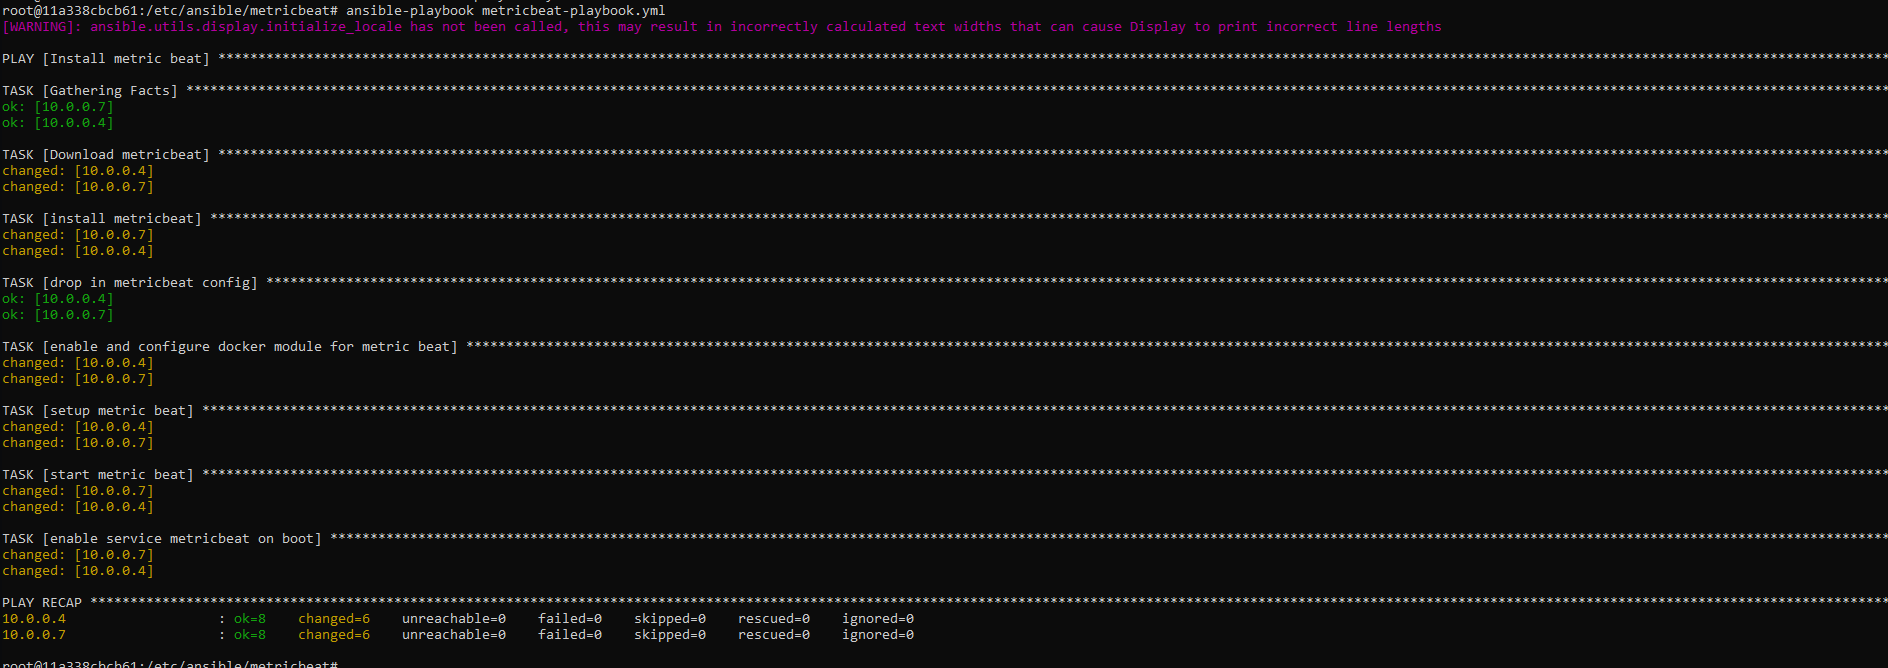 root@11a338cbcb61:/etc/ansible/metricbeat# ansible-playbook metricbeat-playbook.yml
[WARNING]: ansible.utils.display.initialize_locale has not been called, this may result in incorrectly calculated text widths that can cause Display to print incorrect line lengths
PLAY [Install metric beat] ****************************************************************************************************************************************************************************************************************
TASK [Gathering Facts] ********************************************************************************************************************************************************************************************************************
ok: [10.0.0.7]
ok: [10.0.0.4]
TASK [Download metricbeat] ****************************************************************************************************************************************************************************************************************
changed: [10.0.0.4]
changed: [10.0.0.7]
TASK [install metricbeat] *****************************************************************************************************************************************************************************************************************
changed: [10.0.0.7]
changed: [10.0.0.4]
TASK [drop in metricbeat config] **********************************************************************************************************************************************************************************************************
ok: [10.0.0.4]
ok: [10.0.0.7]
TASK [enable and configure docker module for metric beat] *********************************************************************************************************************************************************************************
changed: [10.0.0.4]
changed: [10.0.0.7]
TASK [setup metric beat] ******************************************************************************************************************************************************************************************************************
changed: [10.0.0.4]
changed: [10.0.0.7]
TASK [start metric beat] ******************************************************************************************************************************************************************************************************************
changed: [10.0.0.7]
changed: [10.0.0.4]
TASK [enable service metricbeat on boot] **************************************************************************************************************************************************************************************************
changed: [10.0.0.7]
changed: [10.0.0.4]
PLAY RECAP ********************************************************************************************************************************************************************************************************************************
10.0.0.4                   : ok=8    changed=6    unreachable=0    failed=0    skipped=0    rescued=0    ignored=0
10.0.0.7                   : ok=8    changed=6    unreachable=0    failed=0    skipped=0    rescued=0    ignored=0
root@11a338cbcb61:/etc/ansible/metricbeat#